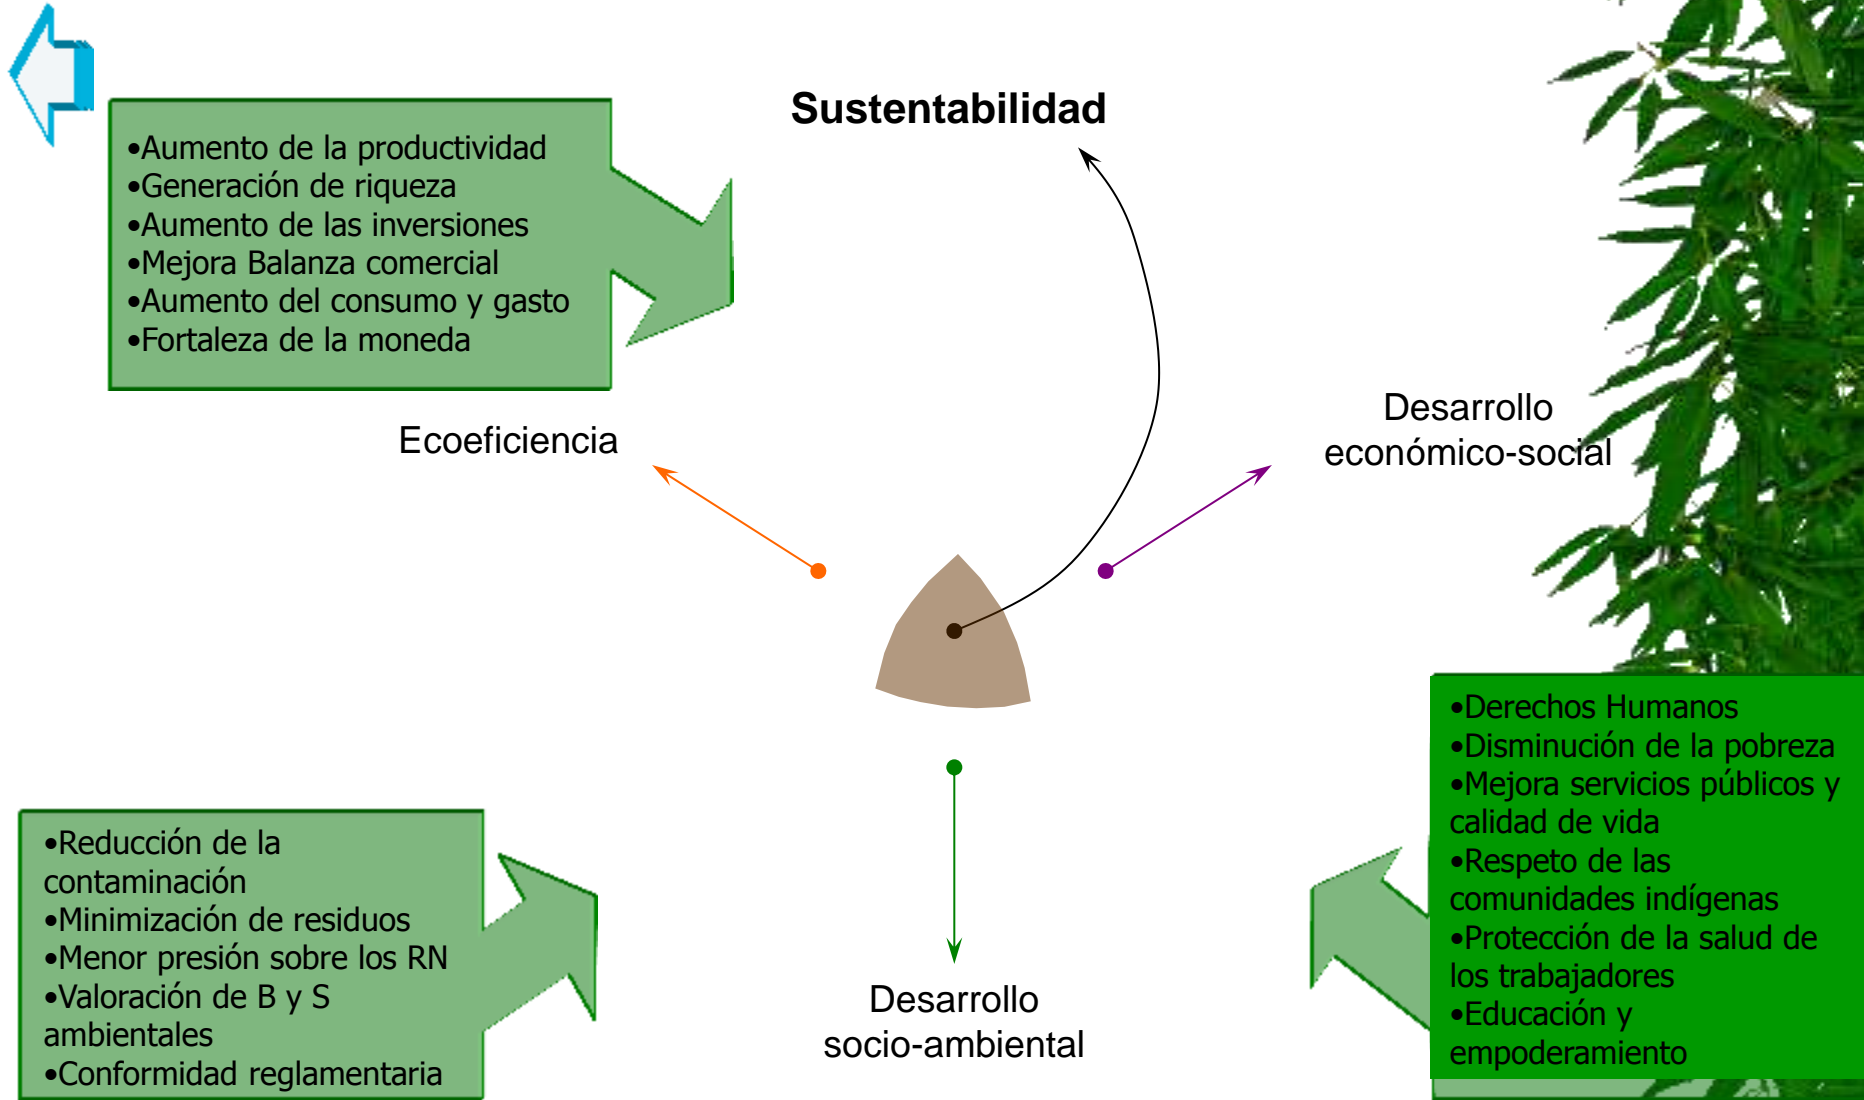 Sustentabilidad
•Aumento de la productividad
•Generación de riqueza
•Aumento de las inversiones
•Mejora Balanza comercial
•Aumento del consumo y gasto
•Fortaleza de la moneda
Ecoeficiencia
Desarrollo
económico-social
•Reducción de la
contaminación
•Minimización de residuos
•Menor presión sobre los RN
•Valoración de B y S
ambientales
•Conformidad reglamentaria
Desarrollo
socio-ambiental
•Derechos Humanos
•Disminución de la pobreza
•Mejora servicios públicos y
calidad de vida
•Respeto de las
comunidades indígenas
•Protección de la salud de
los trabajadores
•Educación y
empoderamiento